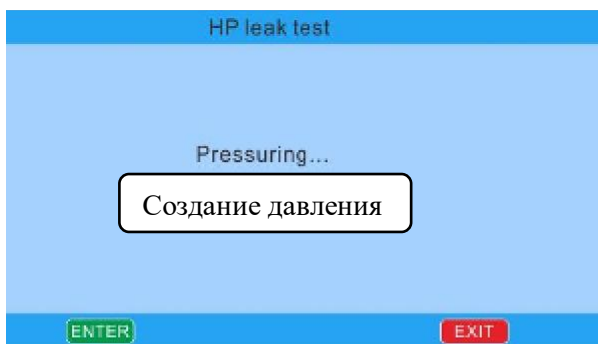 HP leak test
Pressuring...
Создание давления
ENTER
EXIT